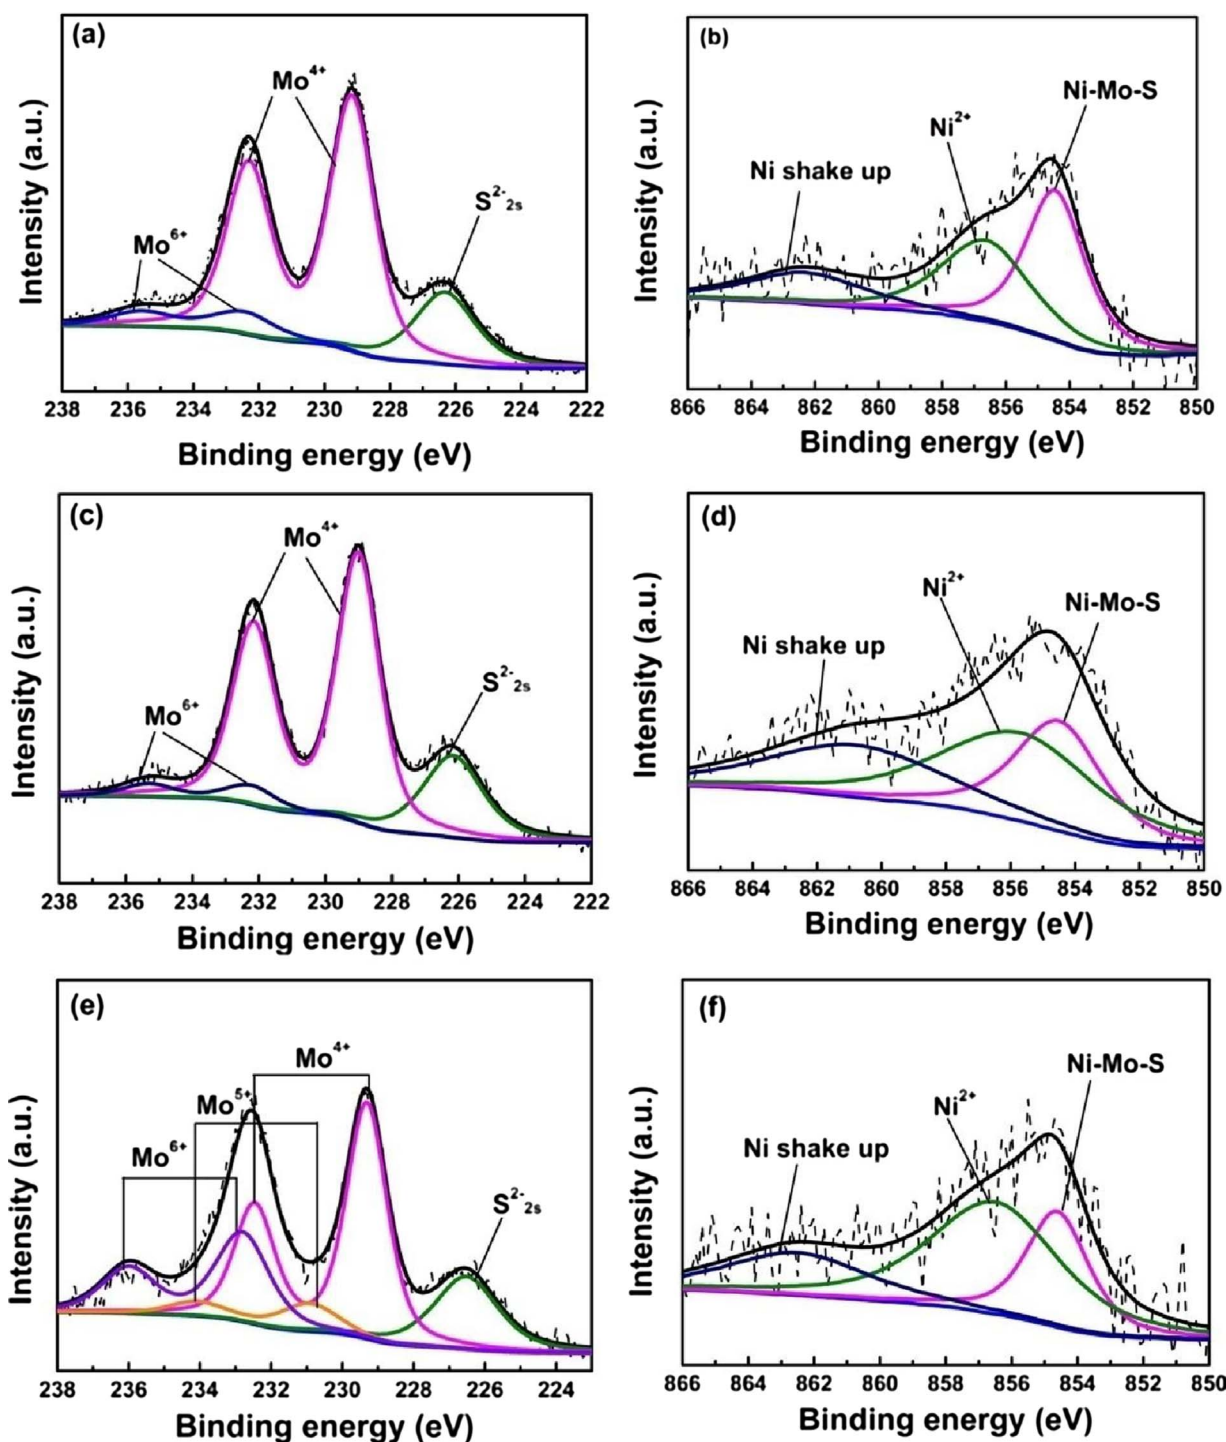 (a)
Mo4+
Mo6+
S2-2s
Intensity (a.u.)
238 236 234 232 230 228 226 224 222
Binding energy (eV)
(b)
Ni-Mo-S
Ni2+
Ni shake up
Intensity (a.u.)
866 864 862 860 858 856 854 852 850
Binding energy (eV)
(c)
Mo4+
Mo6+
S2-2s
Intensity (a.u.)
238 236 234 232 230 228 226 224 222
Binding energy (eV)
(d)
Ni2+
Ni-Mo-S
Ni shake up
Intensity (a.u.)
866 864 862 860 858 856 854 852 850
Binding energy (eV)
(e)
Mo4+
Mo5+
Mo6+
S2-2s
Intensity (a.u.)
238 236 234 232 230 228 226 224
Binding energy (eV)
(f)
Ni-Mo-S
Ni2+
Ni shake up
Intensity (a.u.)
866 864 862 860 858 856 854 852 850
Binding energy (eV)